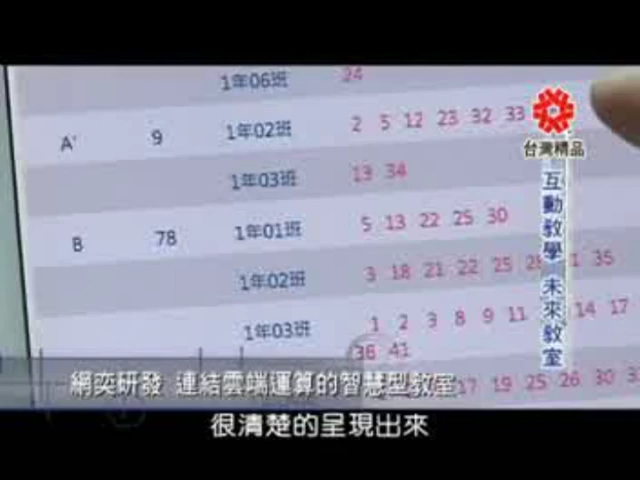 1年06班 24
A' 9 1年02班 2 5 12 23 32 33
1年03班 13 34
B 78 1年01班 5 13 22 25 30
1年02班 3 18 21 22 25 35
1年03班 1 2 3 8 9 11 14 17
36 41
17 19 25 26 30
台灣精品
互動教學 未來教室
網奕研發 連結雲端運算的智慧型教室
很清楚的呈現出來